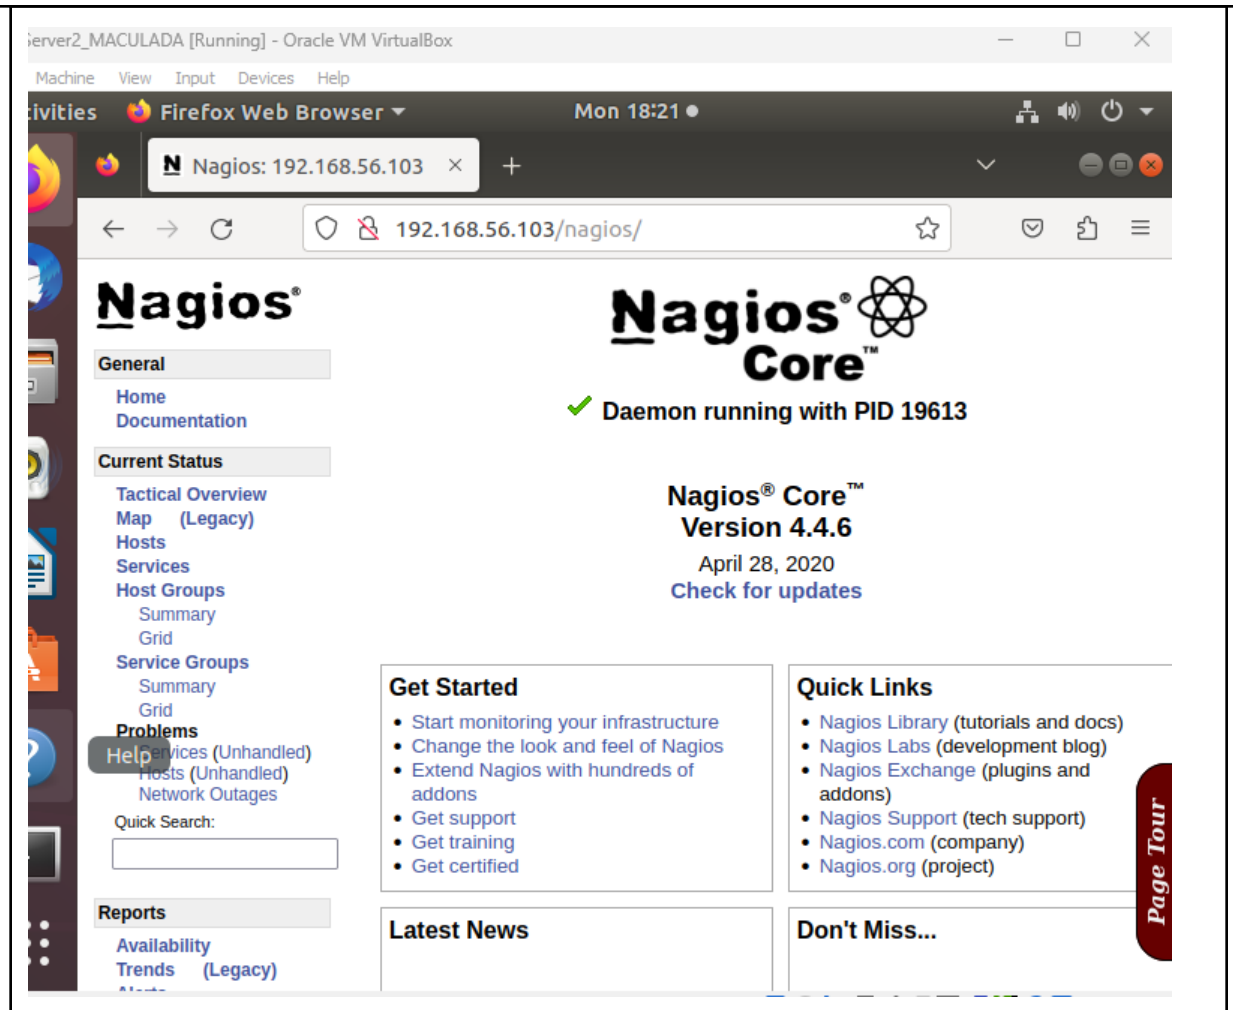 Server2_MACULADA [Running] - Oracle VM VirtualBox
Machine View Input Devices Help
Firefox Web Browser Mon 18:21
N Nagios: 192.168.56.103
192.168.56.103/nagios/
Nagios®
Nagios®
Core™
General
Home
Documentation
Daemon running with PID 19613
Current Status
Tactical Overview
Map (Legacy)
Hosts
Services
Host Groups
Summary
Grid
Service Groups
Summary
Grid
Problems
(Unhandled)
Help
Hosts (Unhandled)
Network Outages
Quick Search:
Reports
Availability
Trends (Legacy)
Nagios® Core™
Version 4.4.6
April 28, 2020
Check for updates
Get Started
• Start monitoring your infrastructure
• Change the look and feel of Nagios
• Extend Nagios with hundreds of
addons
• Get support
• Get training
• Get certified
Quick Links
• Nagios Library (tutorials and docs)
• Nagios Labs (development blog)
• Nagios Exchange (plugins and
addons)
• Nagios Support (tech support)
• Nagios.com (company)
• Nagios.org (project)
Latest News
Don't Miss...
Page Tour